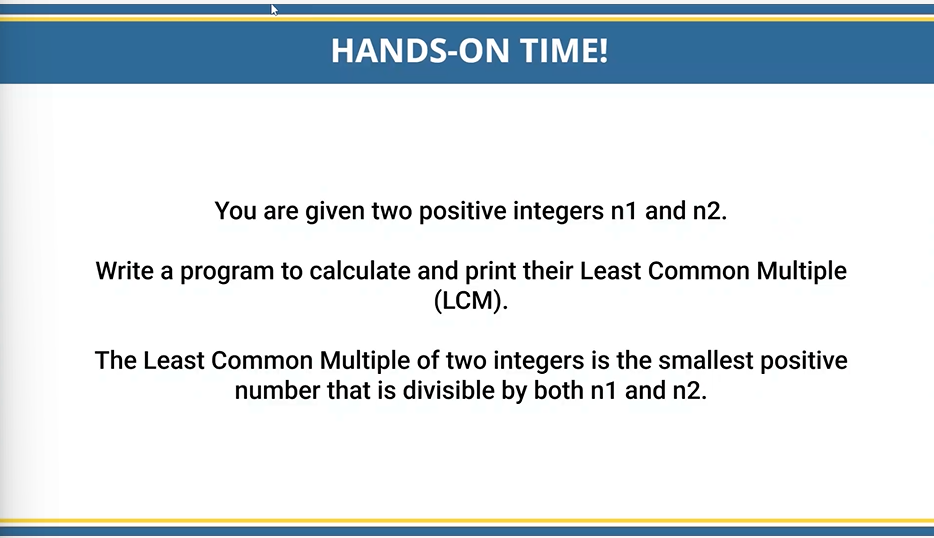 HANDS-ON TIME!
You are given two positive integers n1 and n2.
Write a program to calculate and print their Least Common Multiple
(LCM).
The Least Common Multiple of two integers is the smallest positive
number that is divisible by both n1 and n2.